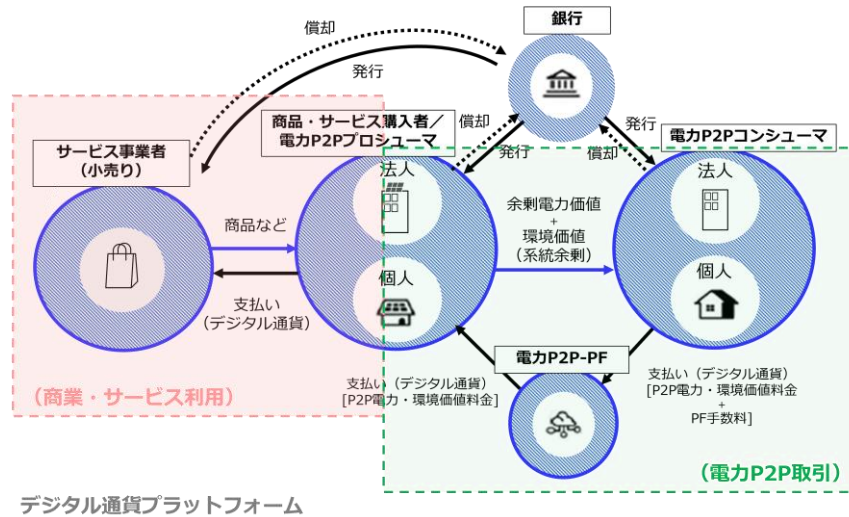 償却
銀行
発行
商品・サービス購入者／
電力P2Pプロシューマ
償却
発行
発行
償却
電力P2Pコンシューマ
サービス事業者
（小売り）
法人
法人
商品など
余剰電力価値
+
環境価値
（系統余剰）
個人
個人
支払い
（デジタル通貨）
電力P2P-PF
支払い（デジタル通貨）
[P2P電力・環境価値料金]
支払い（デジタル通貨）
[P2P電力・環境価値料金
+
PF手数料]
（商業・サービス利用）
（電力P2P取引）
デジタル通貨プラットフォーム